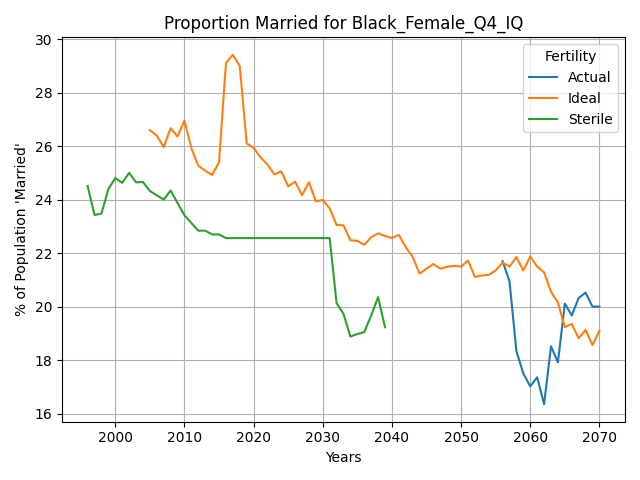 Proportion Married for Black_Female_Q4_IQ
% of Population 'Married'
30
28
26
24
22
20
18
16
Fertility
Actual
Ideal
Sterile
2000
2010
2020
2030
2040
2050
2060
2070
Years